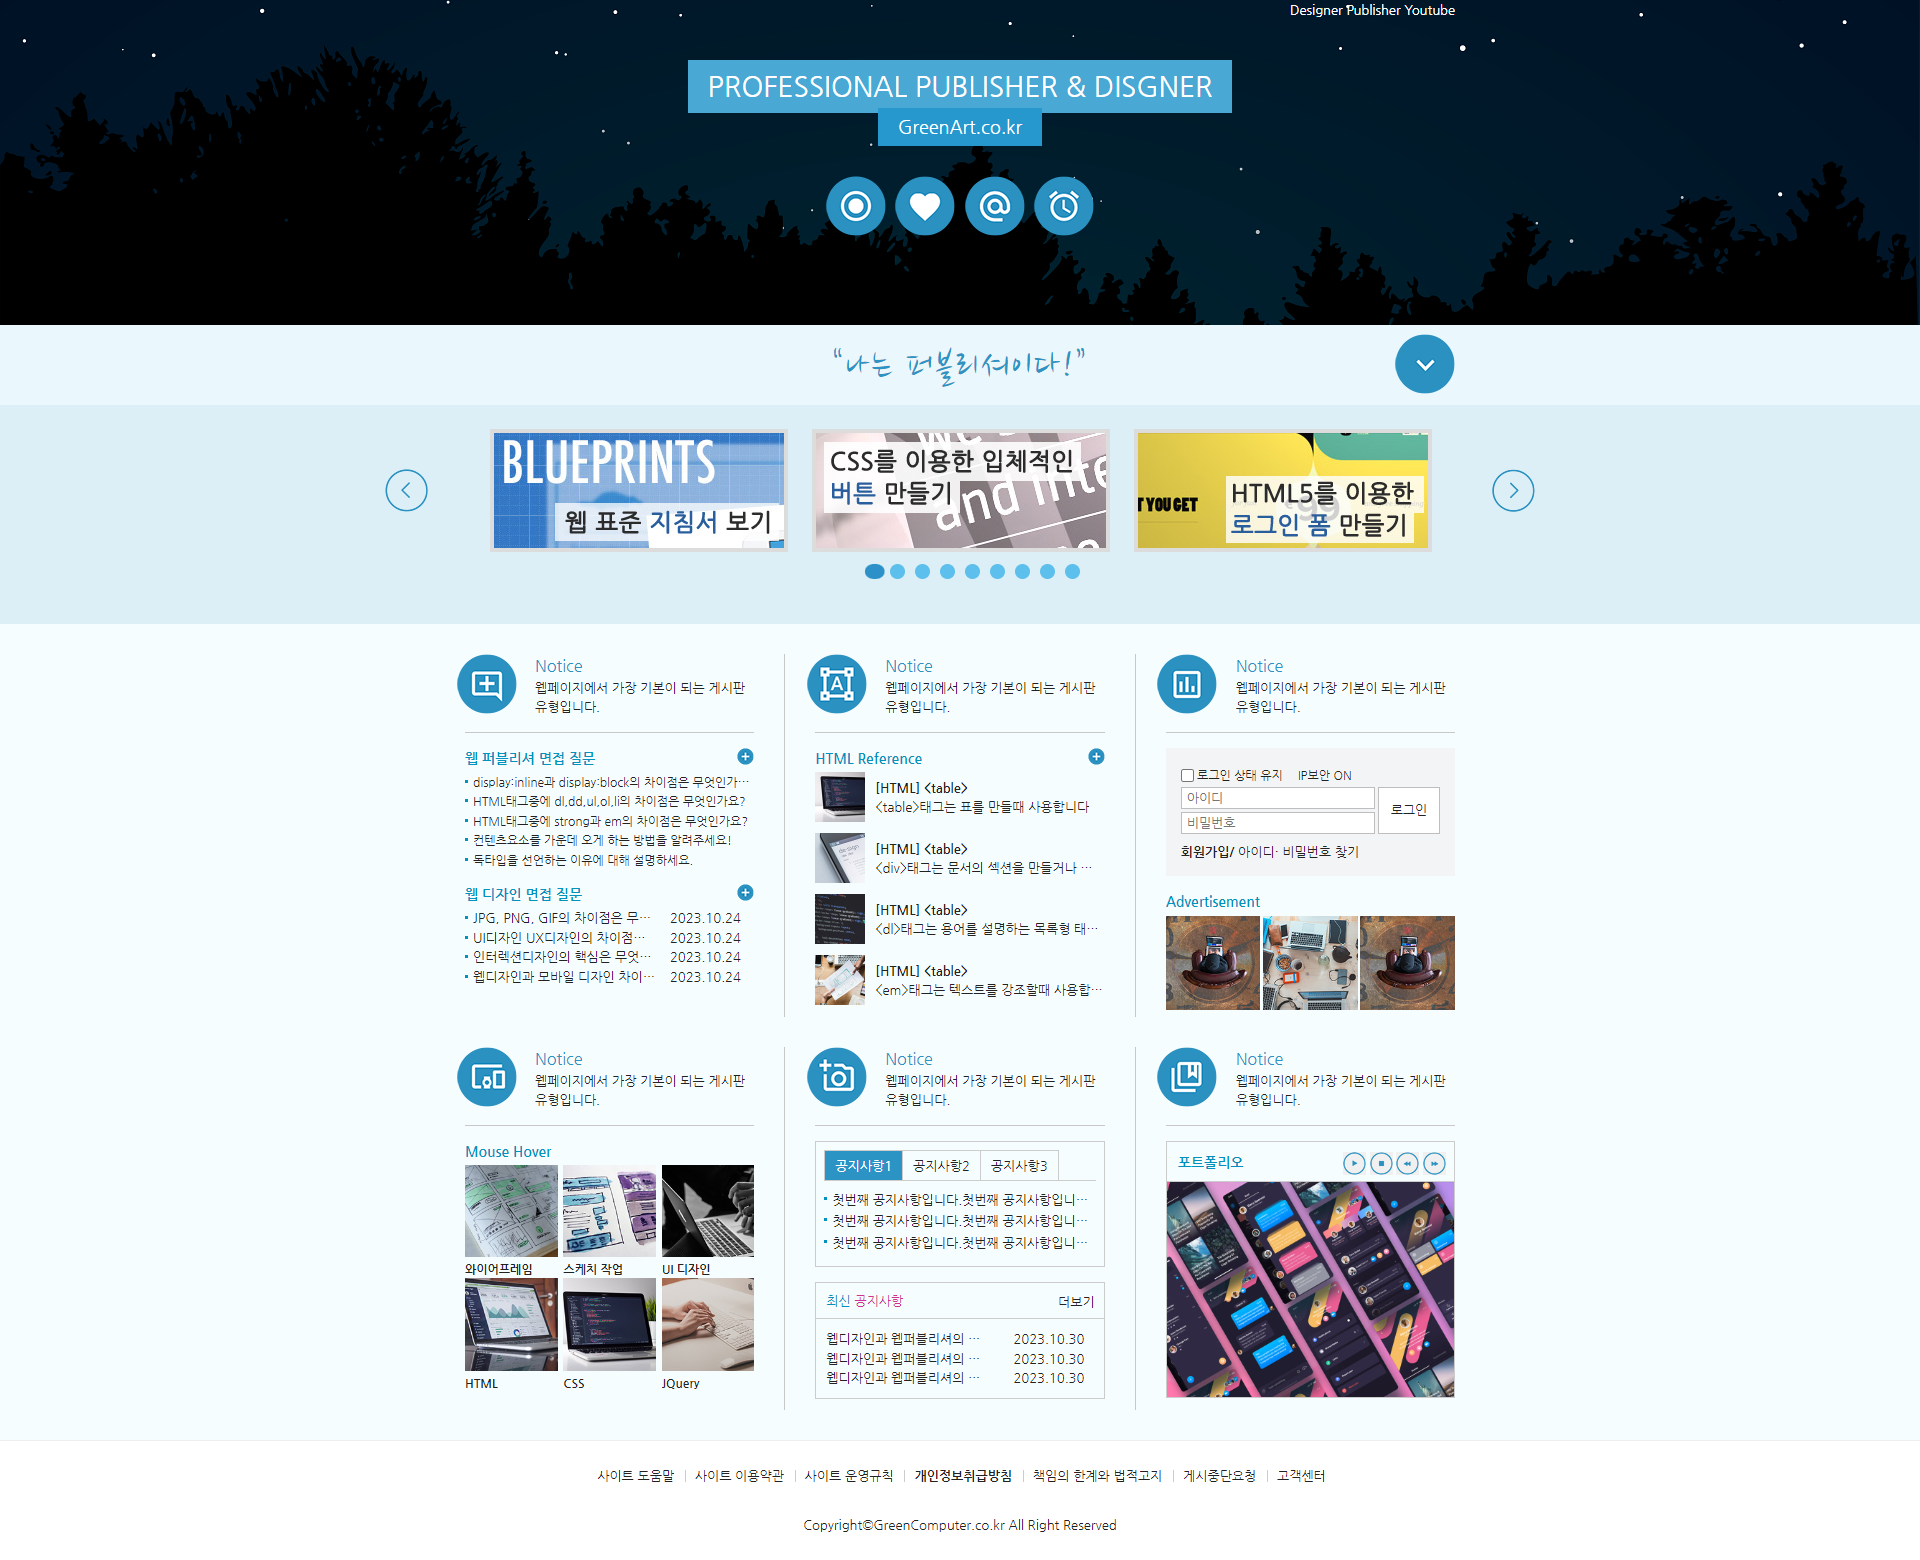 Designer Publisher Youtube
PROFESSIONAL PUBLISHER & DISGNER
GreenArt.co.kr
“나는 퍼블리셔이다!”
BLUEPRINTS
웹 표준 지침서 보기
CSS를 이용한 입체적인
버튼 만들기
and inte
T YOU GET
HTML5를 이용한
로그인 폼 만들기
Notice
웹페이지에서 가장 기본이 되는 게시판
유형입니다.
웹 퍼블리셔 면접 질문
display:inline과 display:block의 차이점은 무엇인가…
HTML태그중에 dl,dd,ul,ol,li의 차이점은 무엇인가요?
HTML태그중에 strong과 em의 차이점은 무엇인가요?
컨텐츠요소를 가운데 오게 하는 방법을 알려주세요!
독타입을 선언하는 이유에 대해 설명하세요.
웹 디자인 면접 질문
JPG, PNG, GIF의 차이점은 무… 2023.10.24
UI디자인 UX디자인의 차이점… 2023.10.24
인터렉션디자인의 핵심은 무엇… 2023.10.24
웹디자인과 모바일 디자인 차이… 2023.10.24
Notice
웹페이지에서 가장 기본이 되는 게시판
유형입니다.
HTML Reference
[HTML] <table>
<table>태그는 표를 만들때 사용합니다
[HTML] <table>
<div>태그는 문서의 섹션을 만들거나 …
[HTML] <table>
<dl>태그는 용어를 설명하는 목록형 태…
[HTML] <table>
<em>태그는 텍스트를 강조할때 사용합…
Notice
웹페이지에서 가장 기본이 되는 게시판
유형입니다.
로그인 상태 유지 IP보안 ON
아이디
비밀번호
로그인
회원가입/ 아이디· 비밀번호 찾기
Advertisement
Notice
웹페이지에서 가장 기본이 되는 게시판
유형입니다.
Mouse Hover
와이어프레임 스케치 작업 UI 디자인
HTML CSS JQuery
Notice
웹페이지에서 가장 기본이 되는 게시판
유형입니다.
공지사항1 공지사항2 공지사항3
첫번째 공지사항입니다.첫번째 공지사항입니…
첫번째 공지사항입니다.첫번째 공지사항입니…
첫번째 공지사항입니다.첫번째 공지사항입니…
최신 공지사항 더보기
웹디자인과 웹퍼블리셔의 … 2023.10.30
웹디자인과 웹퍼블리셔의 … 2023.10.30
웹디자인과 웹퍼블리셔의 … 2023.10.30
Notice
웹페이지에서 가장 기본이 되는 게시판
유형입니다.
포트폴리오
사이트 도움말 사이트 이용약관 사이트 운영규칙 개인정보취급방침 책임의 한계와 법적고지 게시중단요청 고객센터
Copyright©GreenComputer.co.kr All Right Reserved